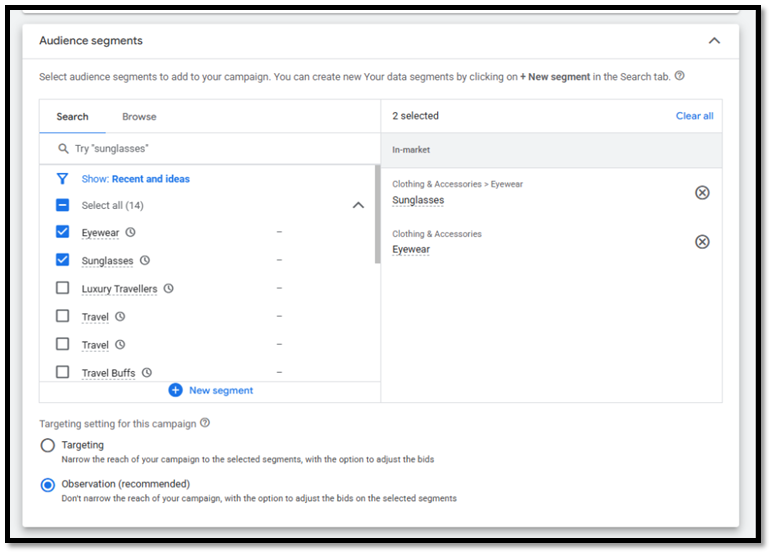 Audience segments
Select audience segments to add to your campaign. You can create new Your data segments by clicking on + New segment in the Search tab.
Search
Browse
Try "sunglasses"
Show: Recent and ideas
Select all (14)
Eyewear –
Sunglasses –
Luxury Travellers –
Travel –
Travel –
Travel Buffs –
New segment
2 selected
Clear all
In-market
Clothing & Accessories > Eyewear
Sunglasses
Clothing & Accessories
Eyewear
Targeting setting for this campaign
Targeting
Narrow the reach of your campaign to the selected segments, with the option to adjust the bids
Observation (recommended)
Don't narrow the reach of your campaign, with the option to adjust the bids on the selected segments